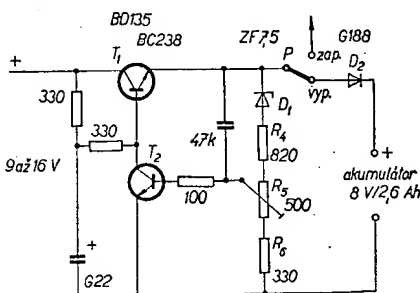 BD135
BC238
ZF7,5
G188
T1
P
zap.
D2
vyp.
+
330
D1
330
T2
47k
R4
820
+
9až16 V
akumulátor
8 V/2,6 Ah
R5
500
100
+
G22
R6
330